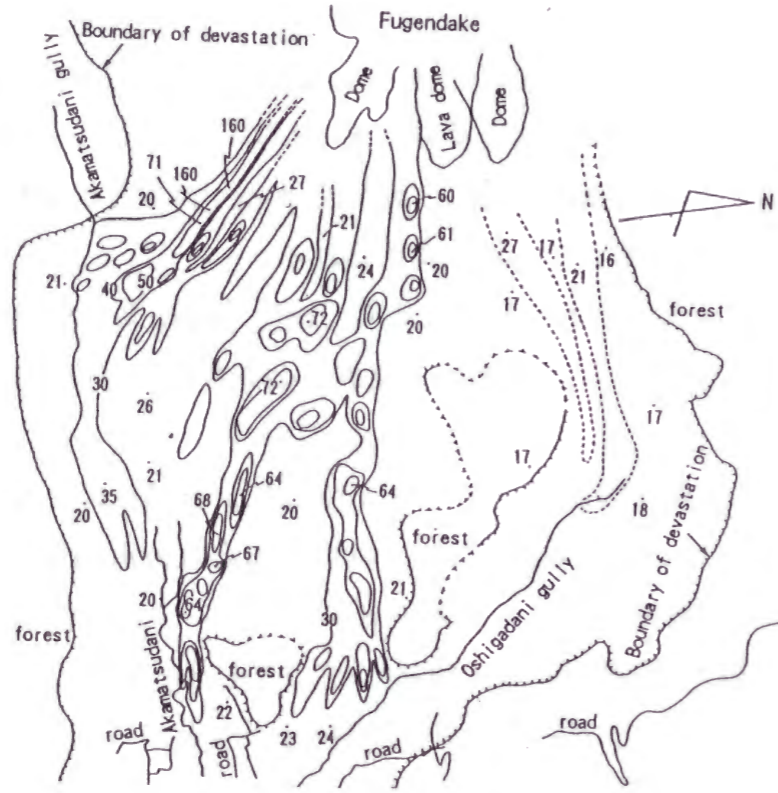 Fugendake
Boundary of devastation
Akamatsudani gully
Dome
Lava dome
Dome
160
160
71
20
27
60
N
21
61
27
17
16
24
20
21
21
40
50
17
forest
72
20
30
72
26
17
21
17
64
64
35
20
68
20
18
67
forest
21
Boundary of devastation
20
64
30
Oshigadani gully
forest
forest
Akamatsudani
22
23
24
road
road
road
road